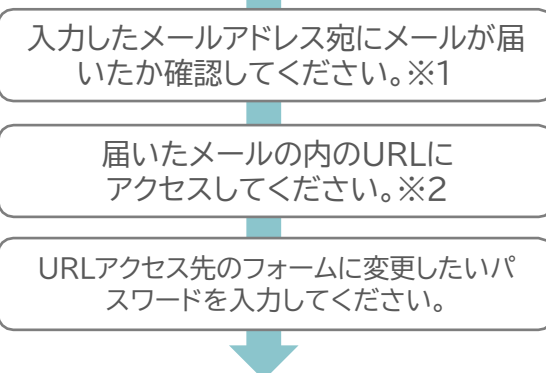 入力したメールアドレス宛にメールが届
いたか確認してください。※1
届いたメールの内のURLに
アクセスしてください。※2
URLアクセス先のフォームに変更したいパ
スワードを入力してください。